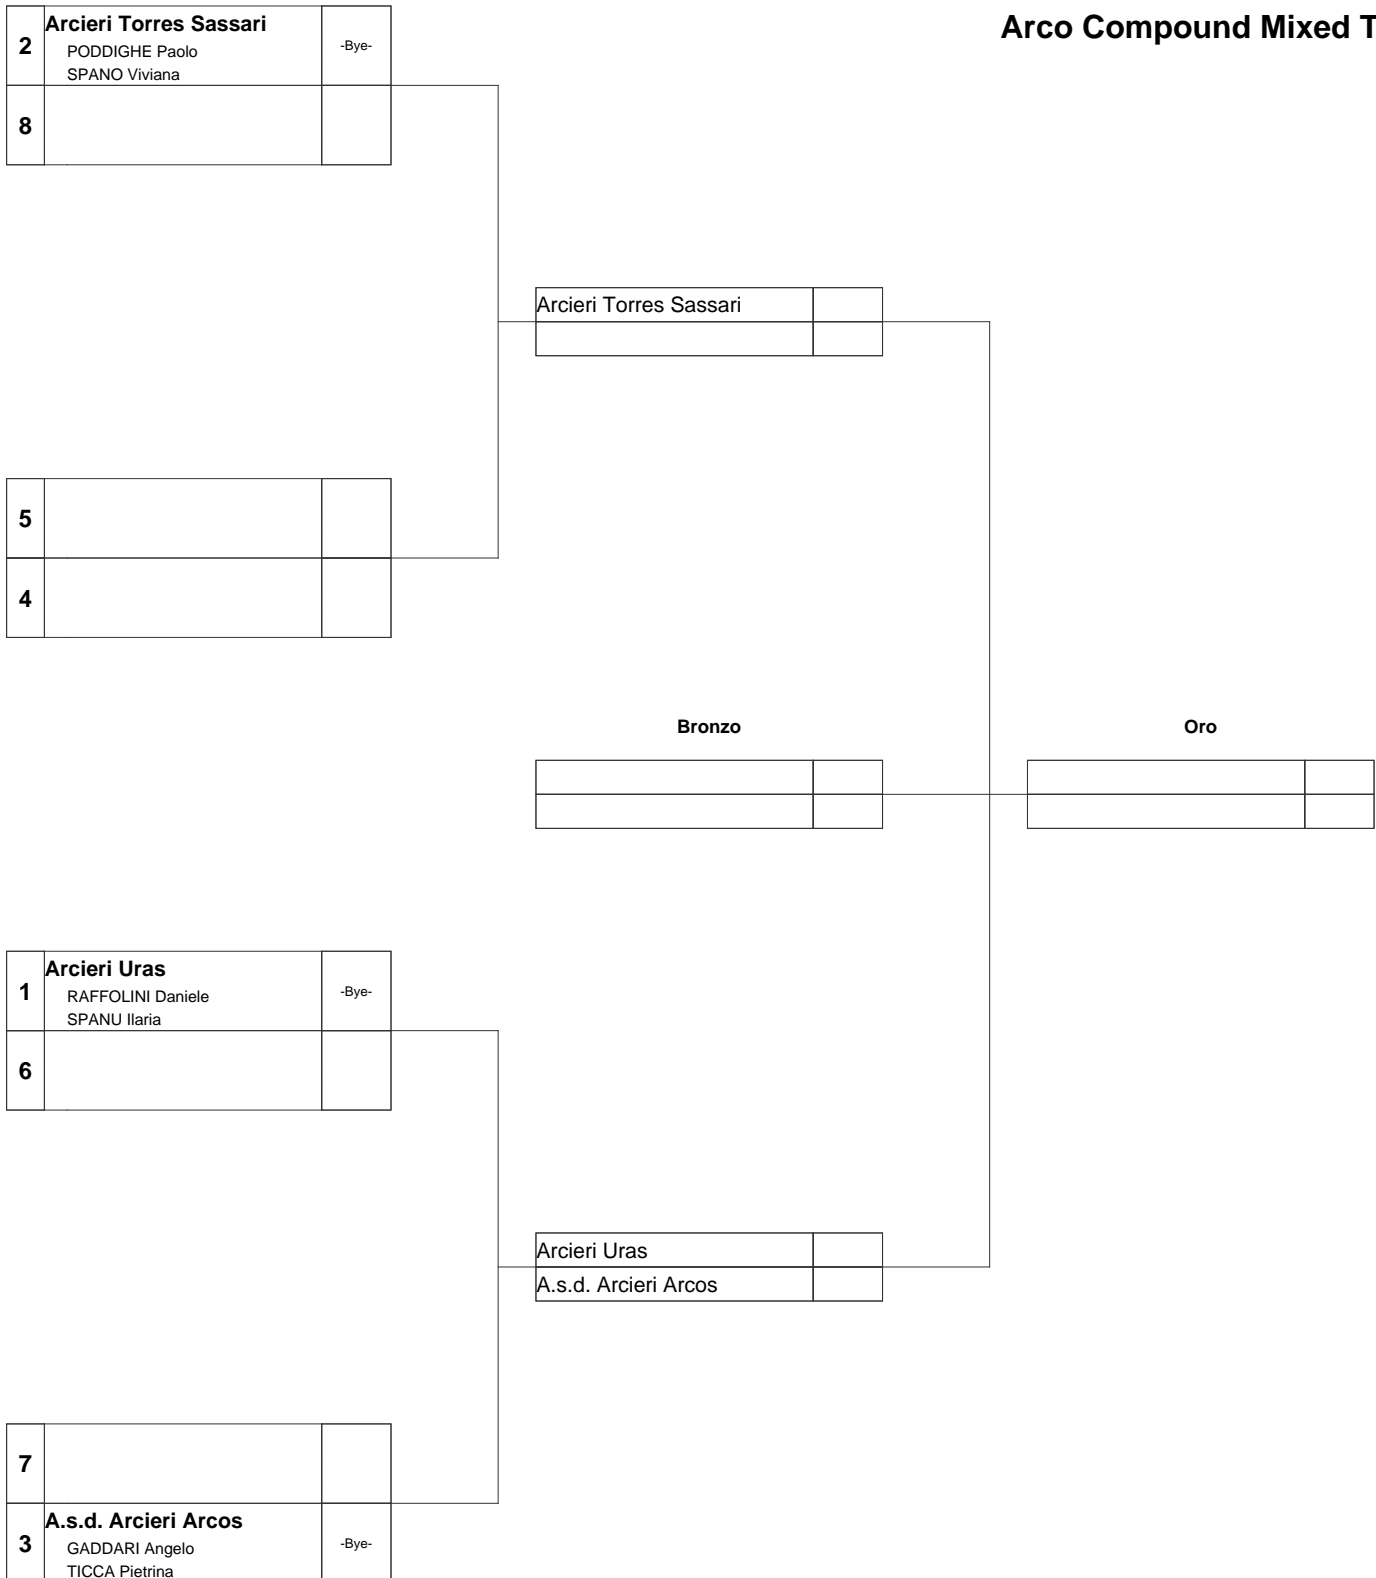 Arco Compound Mixed T
2
Arcieri Torres Sassari
PODDIGHE Paolo
SPANO Viviana
-Bye-
8
Arcieri Torres Sassari
5
4
Bronzo
Oro
1
Arcieri Uras
RAFFOLINI Daniele
SPANU Ilaria
-Bye-
6
Arcieri Uras
A.s.d. Arcieri Arcos
7
3
A.s.d. Arcieri Arcos
GADDARI Angelo
TICCA Pietrina
-Bye-